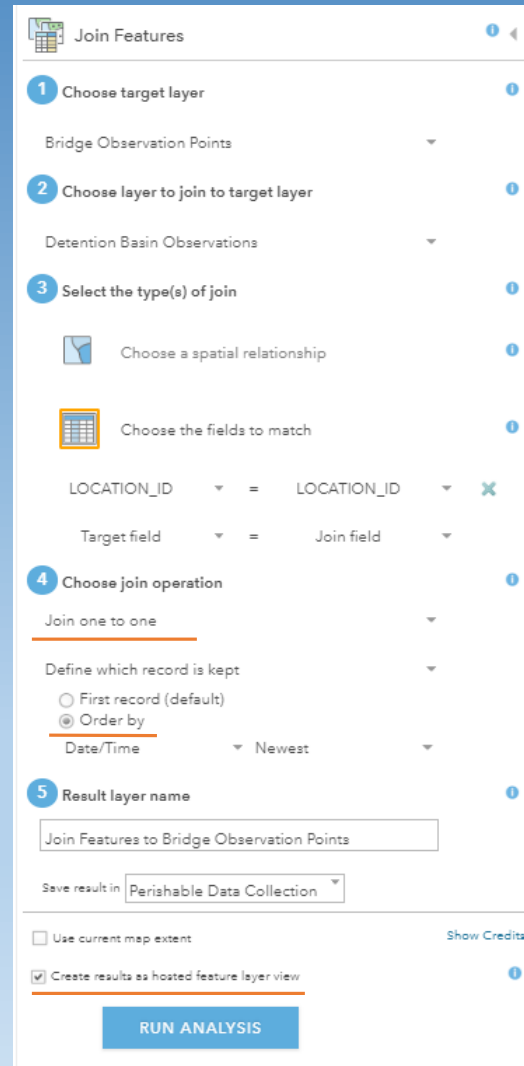 Join Features
1 Choose target layer
Bridge Observation Points
2 Choose layer to join to target layer
Detention Basin Observations
3 Select the type(s) of join
Choose a spatial relationship
Choose the fields to match
LOCATION_ID = LOCATION_ID
Target field = Join field
4 Choose join operation
Join one to one
Define which record is kept
First record (default)
Order by
Date/Time Newest
5 Result layer name
Join Features to Bridge Observation Points
Save result in Perishable Data Collection
Use current map extent Show Credits
Create results as hosted feature layer view
RUN ANALYSIS